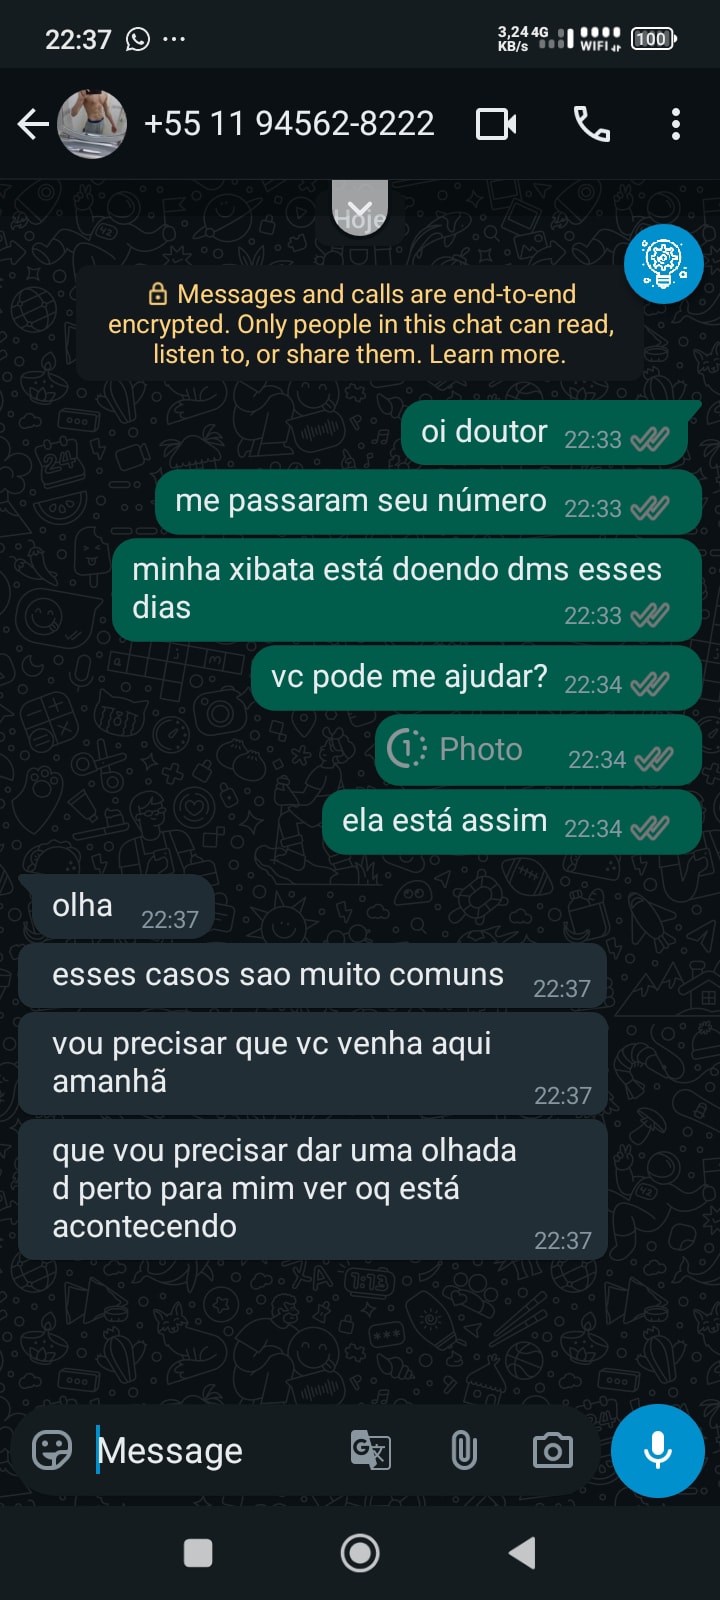 22:37
3,24 4G
KB/s
WIFI
100
+55 11 94562-8222
Hoje
Messages and calls are end-to-end
encrypted. Only people in this chat can read,
listen to, or share them. Learn more.
oi doutor 22:33
me passaram seu número 22:33
minha xibata está doendo dms esses
dias 22:33
vc pode me ajudar? 22:34
1 Photo 22:34
ela está assim 22:34
olha 22:37
esses casos sao muito comuns 22:37
vou precisar que vc venha aqui
amanhã 22:37
que vou precisar dar uma olhada
d perto para mim ver oq está
acontecendo 22:37
Message